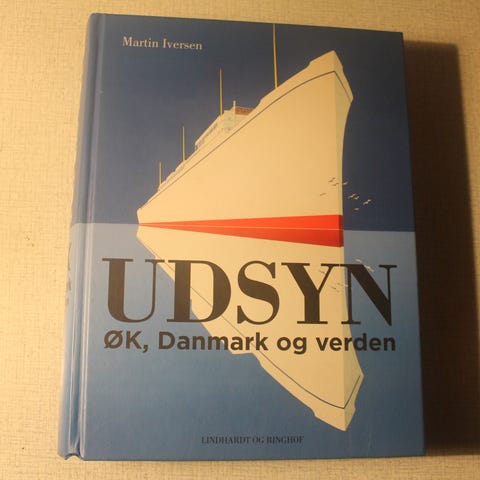 Martin Iversen
UDSYN
ØK, Danmark og verden
LINDHARDT OG RINGHOF